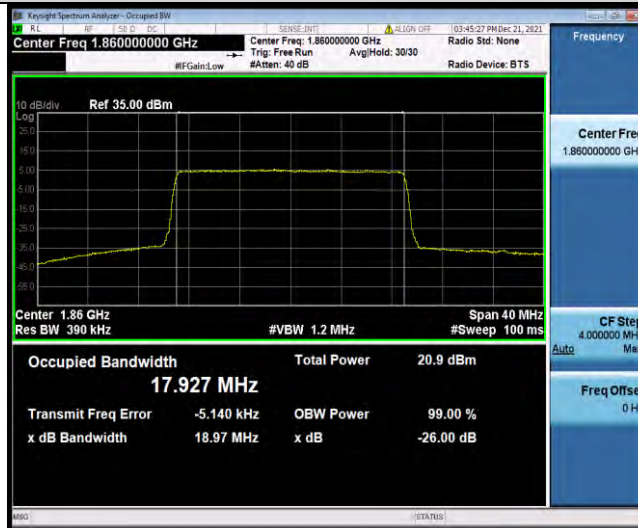 Keysight Spectrum Analyzer - Occupied BW
RL RF 50 Ω DC SENSE:INT ALIGN OFF 03:45:27 PM Dec 21, 2021
Center Freq 1.860000000 GHz
Center Freq: 1.860000000 GHz
Radio Std: None
Trig: Free Run Avg|Hold: 30/30
#IFGain:Low #Atten: 40 dB Radio Device: BTS
Frequency
10 dB/div Ref 35.00 dBm
Log
25.0
15.0
5.00
-5.00
-15.0
-25.0
-35.0
-45.0
-55.0
Center Fre
1.860000000 GH
Center 1.86 GHz Span 40 MHz
Res BW 390 kHz #VBW 1.2 MHz #Sweep 100 ms
CF Step
4.000000 MH
Auto Ma
Occupied Bandwidth Total Power 20.9 dBm
17.927 MHz
Transmit Freq Error -5.140 kHz OBW Power 99.00 %
x dB Bandwidth 18.97 MHz x dB -26.00 dB
Freq Offse
0 H
MSG STATUS